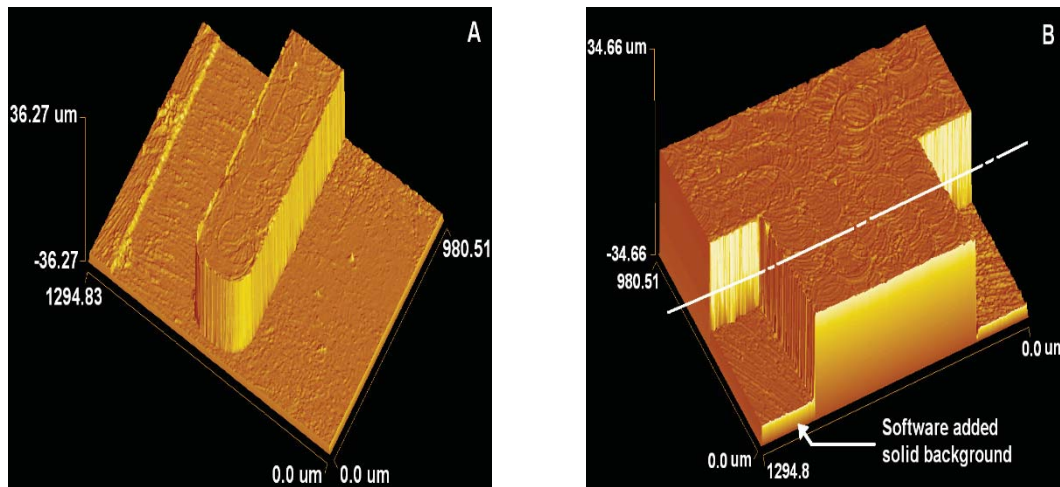 A
36.27 um
-36.27
1294.83
980.51
0.0 um
0.0 um
B
34.66 um
-34.66
980.51
0.0 um
0.0 um
1294.8
Software added
solid background